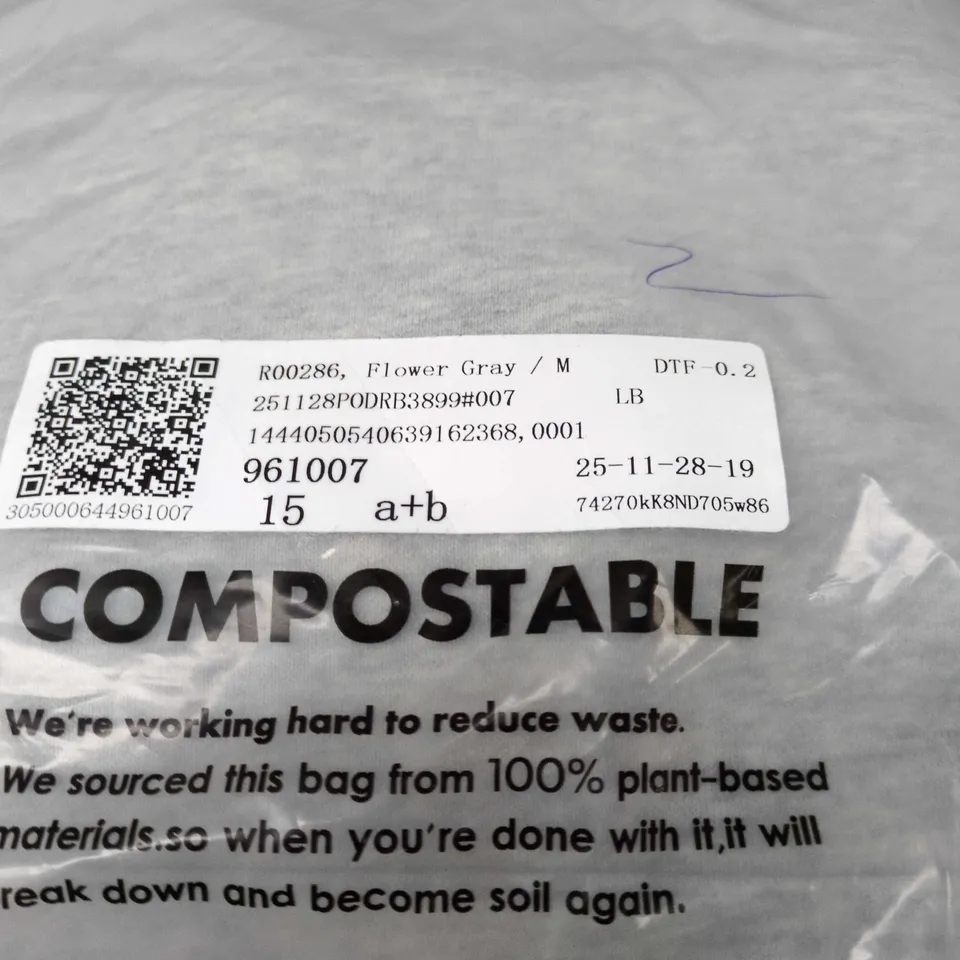 R00286, Flower Gray / M DTF-0.2
251128PODRB3899#007 LB
1444050540639162368,0001
961007 25-11-28-19
305000644961007 15 a+b 74270kK8ND705w86
COMPOSTABLE
We're working hard to reduce waste.
We sourced this bag from 100% plant-based
materials.so when you're done with it,it will
reak down and become soil again.